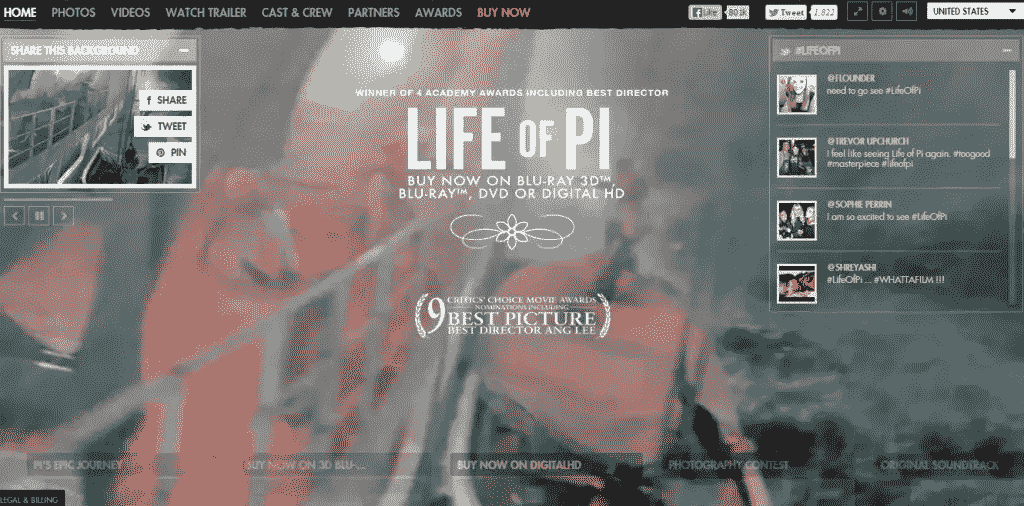 HOME PHOTOS VIDEOS WATCH TRAILER CAST & CREW PARTNERS AWARDS BUY NOW Like 80.1k Tweet 1,822 UNITED STATES
SHARE THIS BACKGROUND
SHARE
TWEET
PIN
WINNER OF 4 ACADEMY AWARDS INCLUDING BEST DIRECTOR
LIFE OF PI
BUY NOW ON BLU-RAY 3D™,
BLU-RAY™, DVD OR DIGITAL HD
CRITICS' CHOICE MOVIE AWARDS
NOMINATIONS INCLUDING
9 BEST PICTURE
BEST DIRECTOR ANG LEE
#LIFEOFPI
@FLOUNDER
need to go see #LifeOfPi
@TREVOR UPCHURCH
I feel like seeing Life of Pi again. #toogood
#masterpiece #lifeofpi
@SOPHIE PERRIN
I am so excited to see #LifeOfPi
@SHREYASHI
#LifeOfPi ... #WHATTAFILM !!!
PI'S EPIC JOURNEY BUY NOW ON 3D BLU-... BUY NOW ON DIGITALHD PHOTOGRAPHY CONTEST ORIGINAL SOUNDTRACK
LEGAL & BILLING